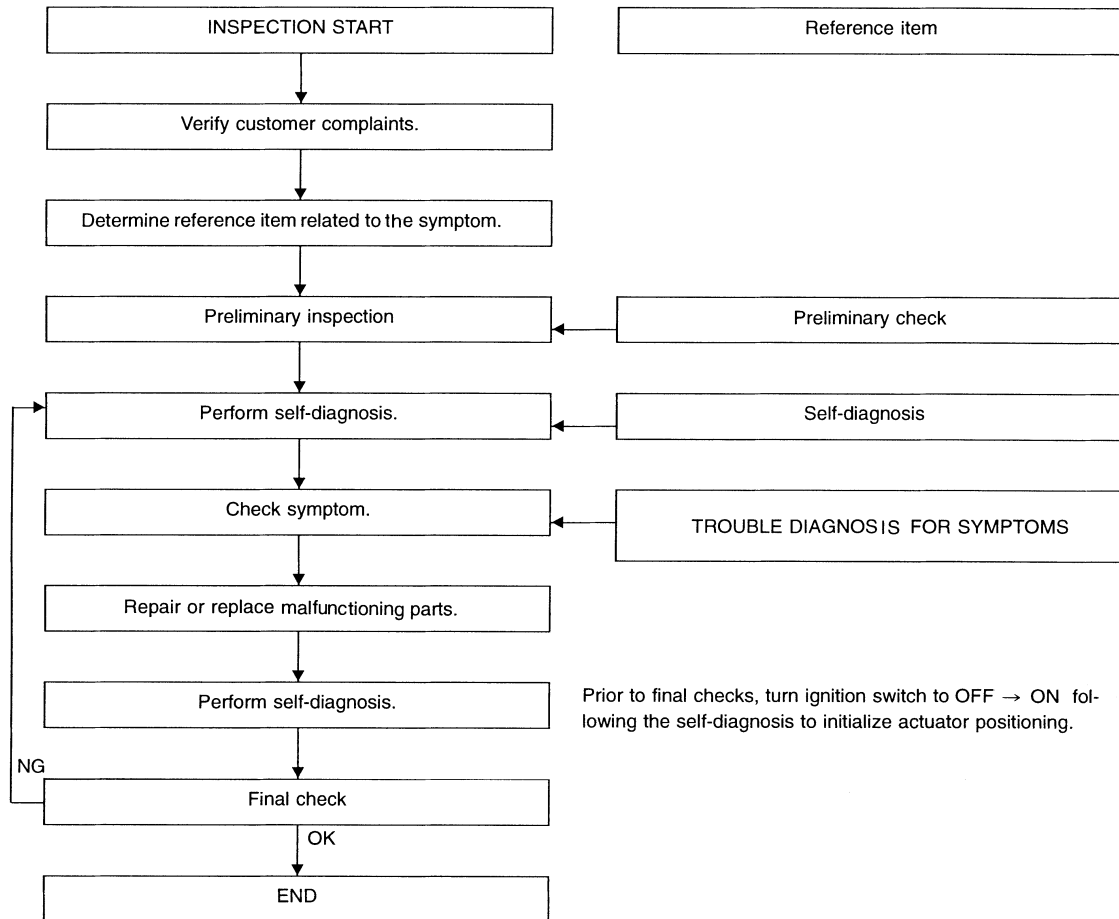 INSPECTION START
Reference item
Verify customer complaints.
Determine reference item related to the symptom.
Preliminary inspection
Preliminary check
Perform self-diagnosis.
Self-diagnosis
Check symptom.
TROUBLE DIAGNOSIS FOR SYMPTOMS
Repair or replace malfunctioning parts.
Perform self-diagnosis.
Prior to final checks, turn ignition switch to OFF → ON fol-
lowing the self-diagnosis to initialize actuator positioning.
NG
Final check
OK
END